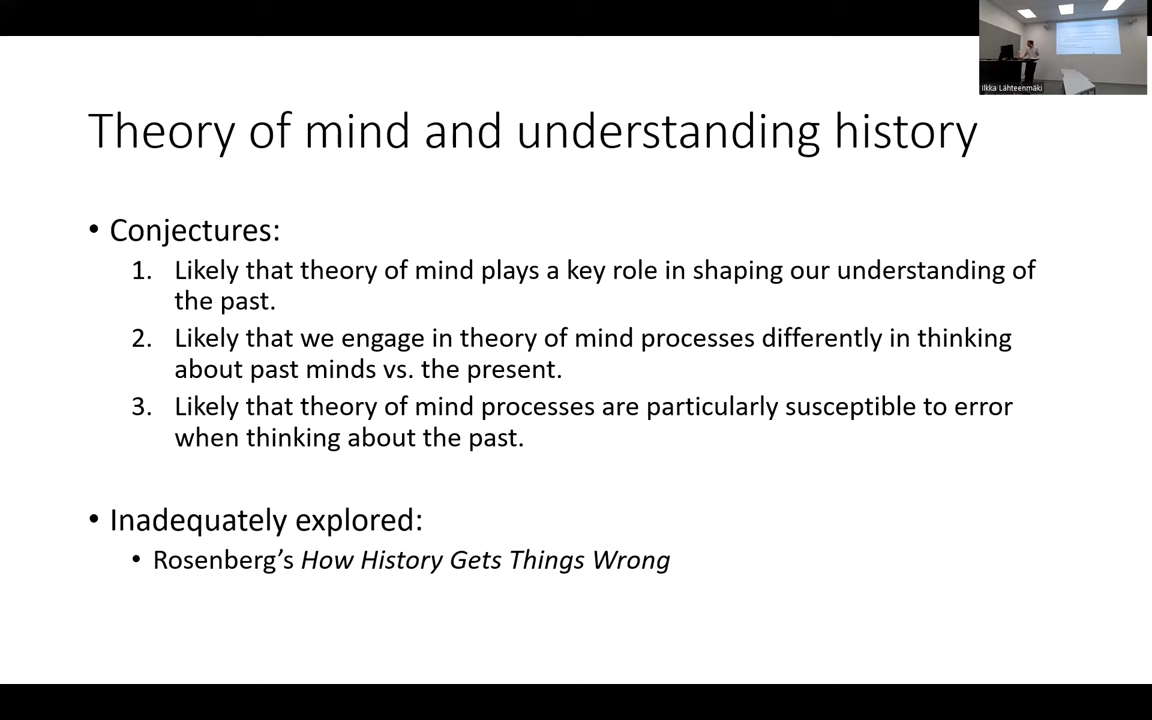 Ilkka Lähteenmäki
Theory of mind and understanding history
• Conjectures:
1. Likely that theory of mind plays a key role in shaping our understanding of
the past.
2. Likely that we engage in theory of mind processes differently in thinking
about past minds vs. the present.
3. Likely that theory of mind processes are particularly susceptible to error
when thinking about the past.
• Inadequately explored:
• Rosenberg’s How History Gets Things Wrong